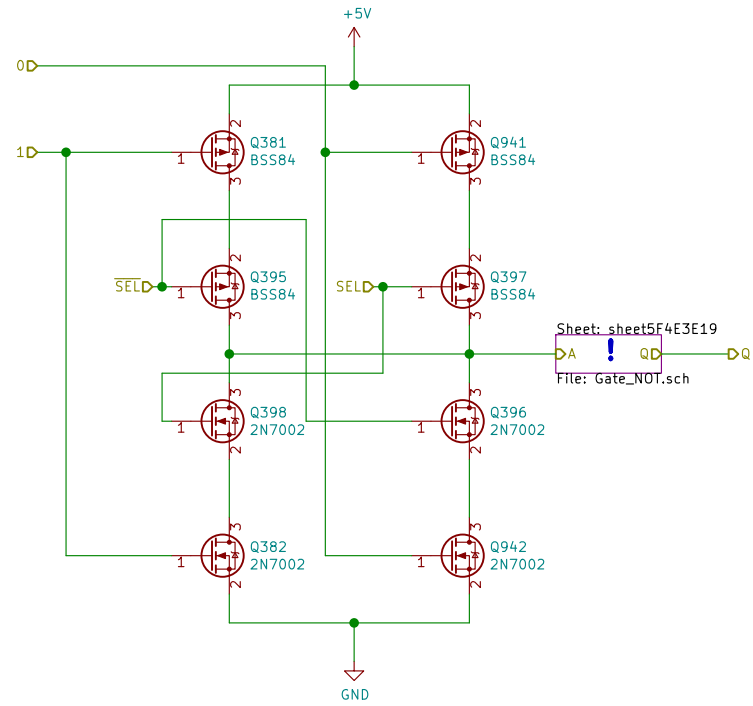 +5V
0
2
Q381
BSS84
1
3
2
Q941
BSS84
1
3
1
SEL
2
Q395
BSS84
1
3
SEL
2
Q397
BSS84
1
3
Sheet: sheet5F4E3E19
A
!
Q
Q
File: Gate_NOT.sch
3
Q398
2N7002
1
2
3
Q396
2N7002
1
2
3
Q382
2N7002
1
2
3
Q942
2N7002
1
2
GND